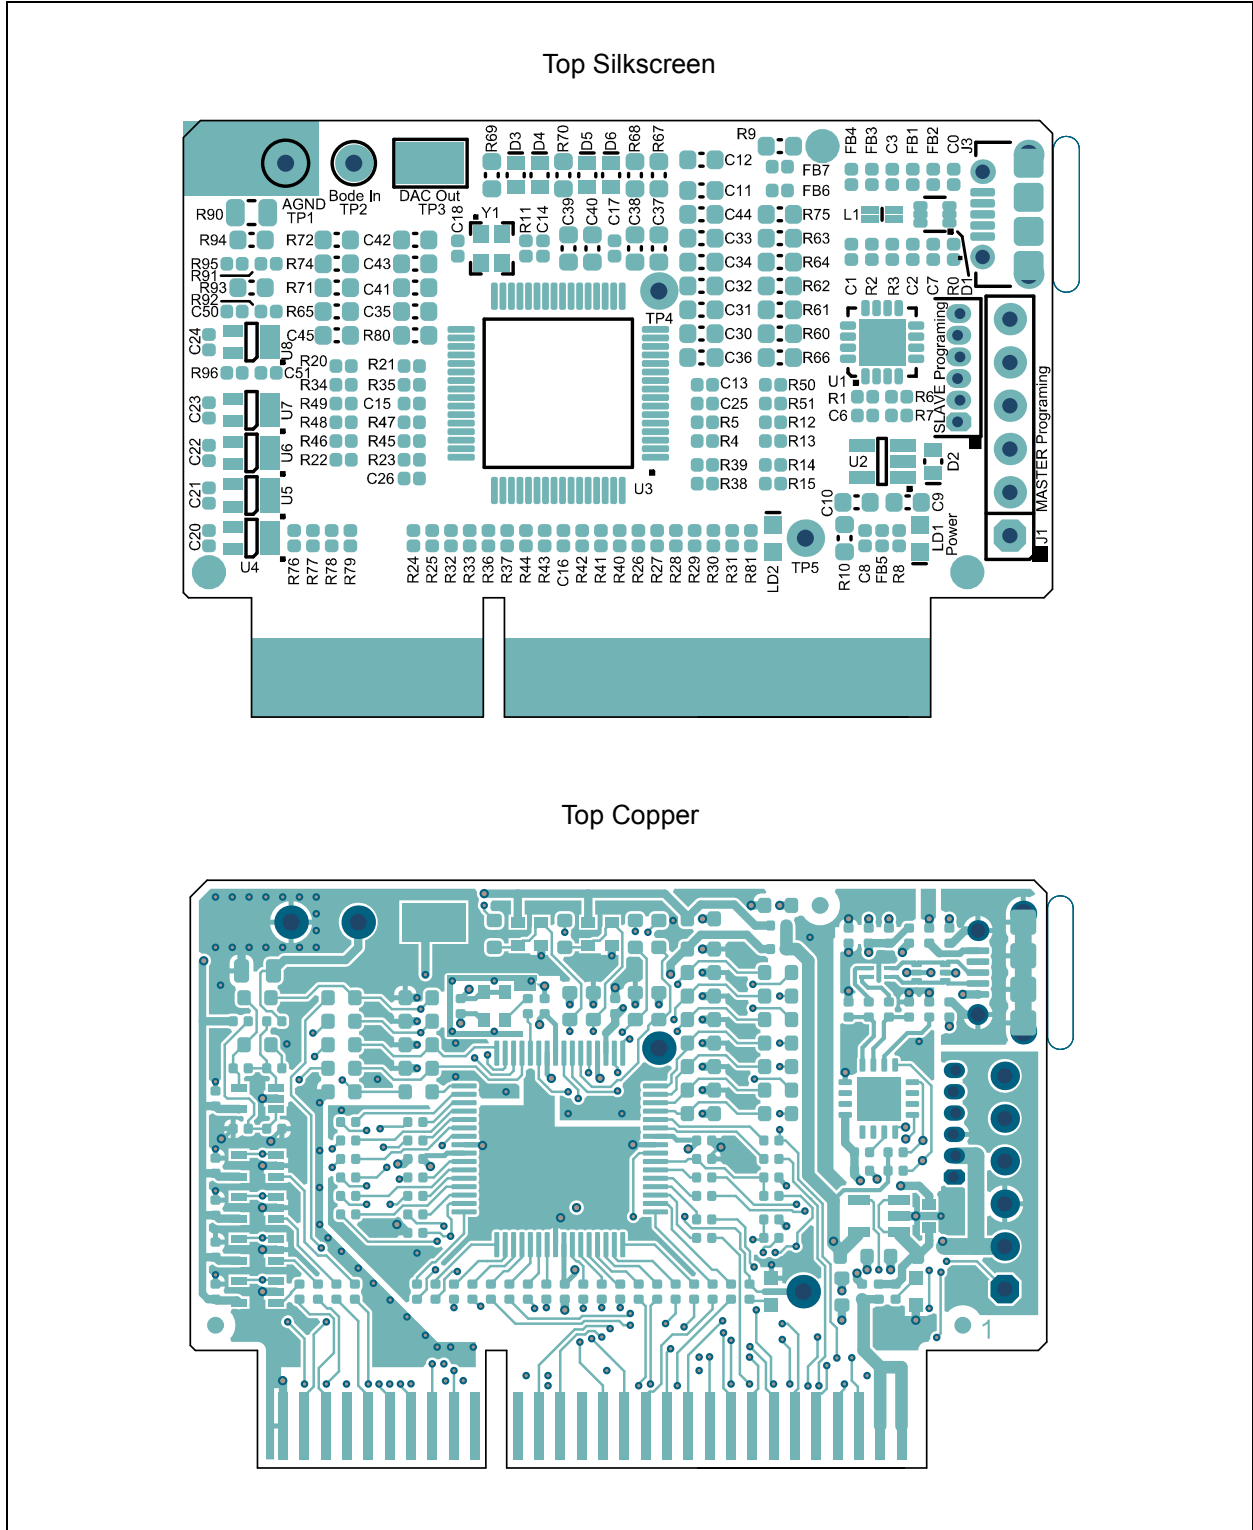 Top Silkscreen
R69
D3
D4
R70
D5
D6
R68
R67
R9
C12
FB7
FB6
FB4
FB3
C3
FB1
FB2
C0
J3
AGND
TP1
Bode In
TP2
DAC Out
TP3
C18
Y1
R11
C14
C39
C40
C17
C38
C37
C11
C44
R75
L1
R90
R94
R72
C42
C33
R63
R95
R91
R74
C43
C34
R64
R93
R92
R71
C41
C32
R62
C1
R2
R3
C2
C7
R0
D1
C50
R65
C35
TP4
C31
R61
C24
U8
C45
R80
C30
R60
R96
C51
R20
R21
C36
R66
U1
SLAVE Programing
MASTER Programing
R34
R35
C13
R50
C23
U7
R49
C15
C25
R51
R1
R6
R48
R47
R5
R12
C6
R7
C22
U6
R46
R45
R4
R13
R22
R23
R39
R14
U2
D2
C26
U3
R38
R15
C21
U5
C10
C9
C20
U4
R76
R77
R78
R79
R24
R25
R32
R33
R36
R37
R44
R43
C16
R42
R41
R40
R26
R27
R28
R29
R30
R31
R81
LD2
TP5
R10
C8
FB5
R8
LD1
Power
J1
Top Copper
1